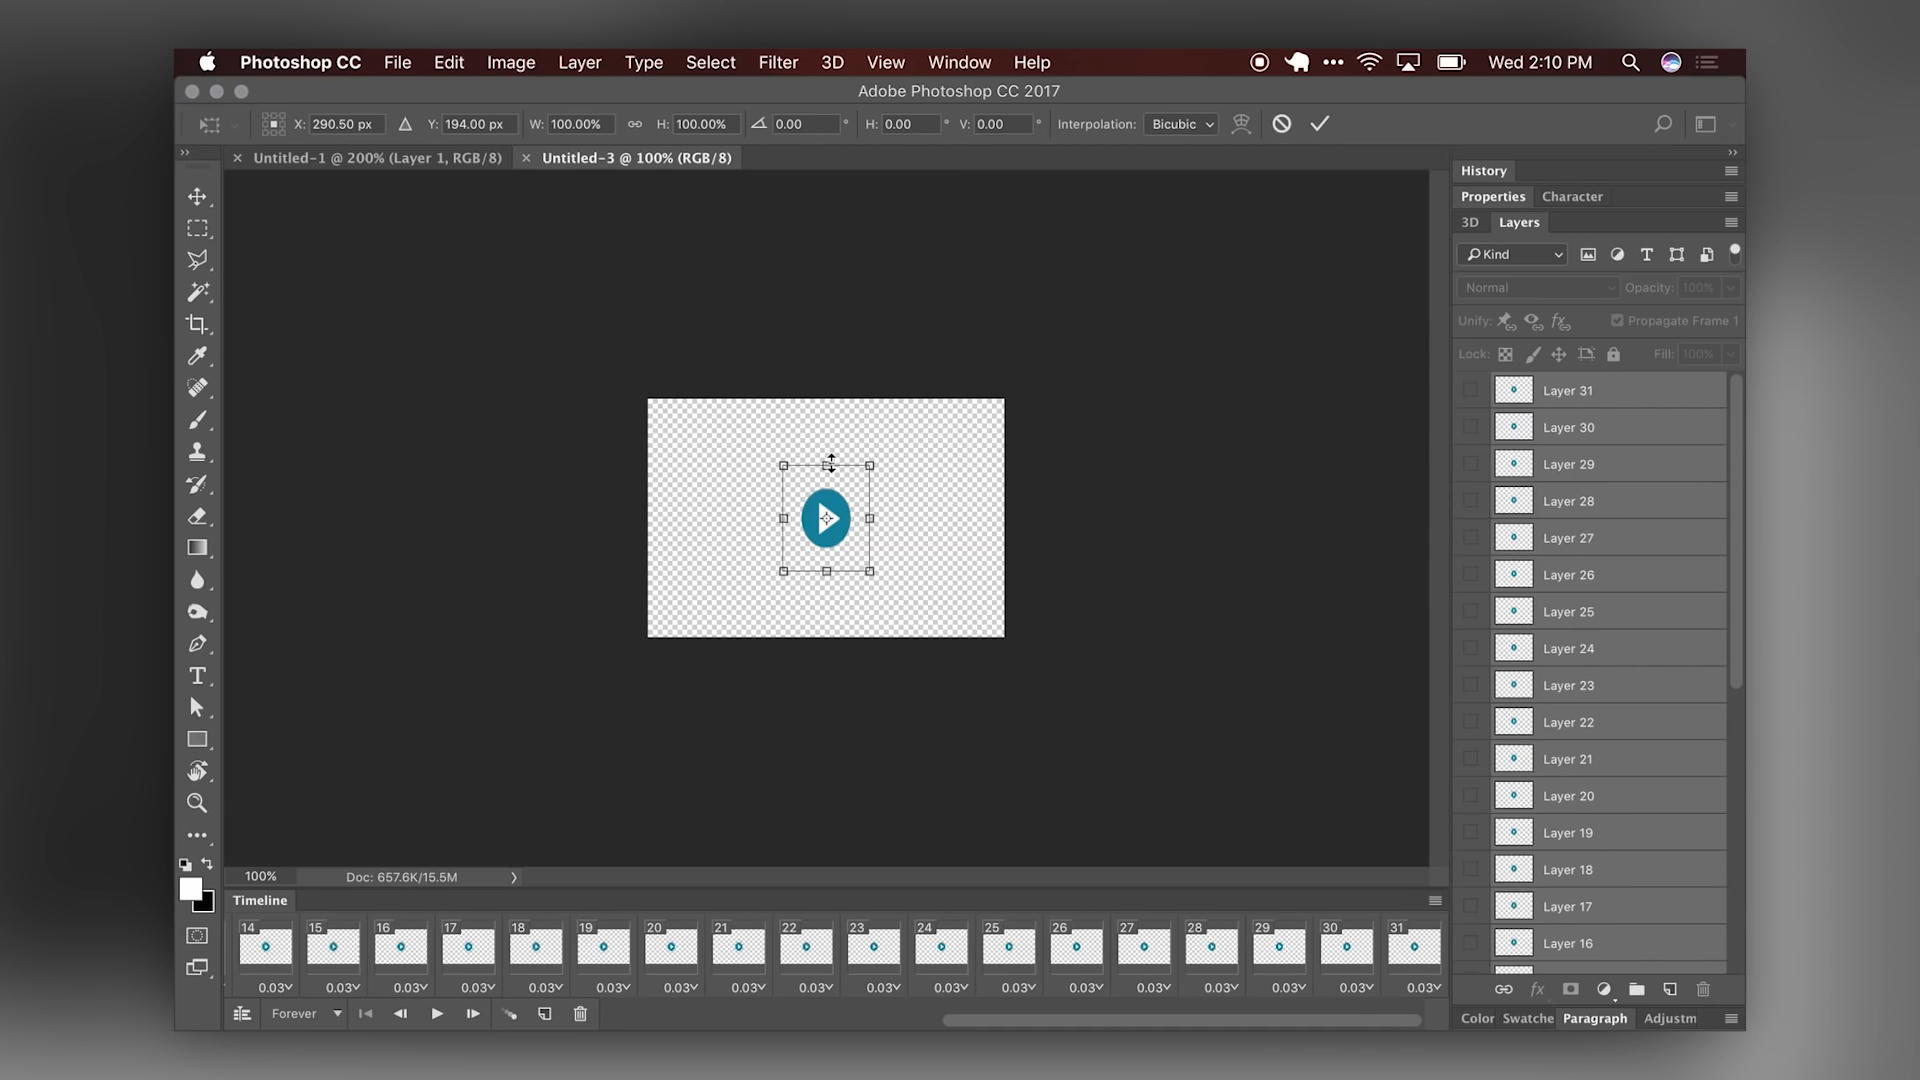 Photoshop CC File Edit Image Layer Type Select Filter 3D View Window Help Wed 2:10 PM
Adobe Photoshop CC 2017
X: 290.50 px Y: 194.00 px W: 100.00% H: 100.00% 0.00 ° H: 0.00 ° V: 0.00 ° Interpolation: Bicubic
Untitled-1 @ 200% (Layer 1, RGB/8) Untitled-3 @ 100% (RGB/8)
History
Properties Character
3D Layers
Kind
Normal Opacity: 100%
Unify: Propagate Frame 1
Lock: Fill: 100%
Layer 31
Layer 30
Layer 29
Layer 28
Layer 27
Layer 26
Layer 25
Layer 24
Layer 23
Layer 22
Layer 21
Layer 20
Layer 19
Layer 18
Layer 17
Layer 16
100% Doc: 657.6K/15.5M
Timeline
14 15 16 17 18 19 20 21 22 23 24 25 26 27 28 29 30 31
0.03 0.03 0.03 0.03 0.03 0.03 0.03 0.03 0.03 0.03 0.03 0.03 0.03 0.03 0.03 0.03 0.03 0.03
Forever
Color Swatche Paragraph Adjustm